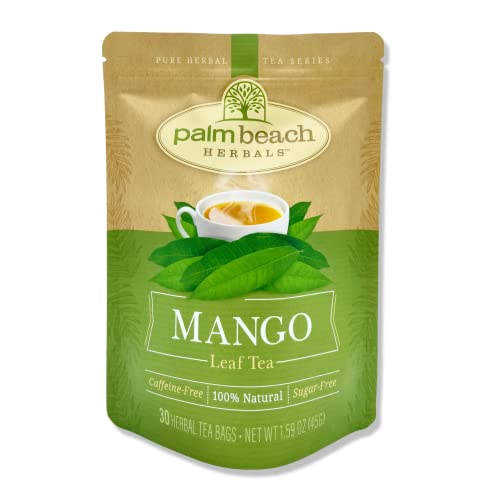 PURE HERBAL TEA SERIES
palm beach
HERBALS™
MANGO
Leaf Tea
Caffeine-Free 100% Natural Sugar-Free
30 HERBAL TEA BAGS • NET WT 1.59 OZ (45G)